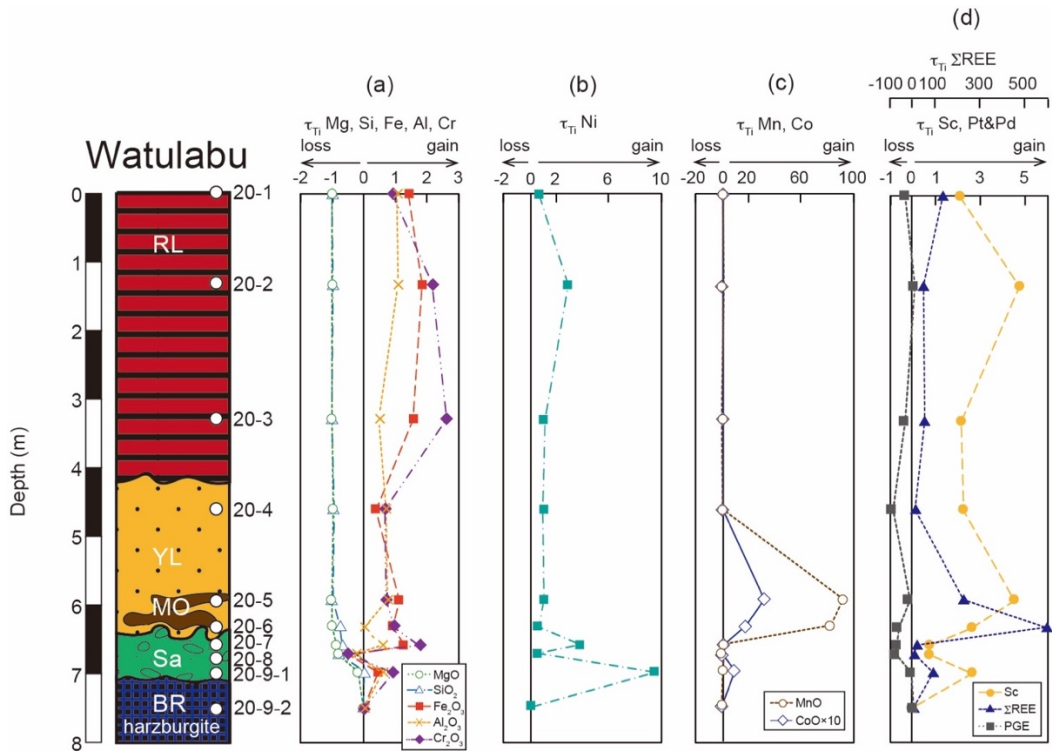 (d)
τTi ΣREE
-100 0 100 300 500
(a) (b) (c)
τTi Mg, Si, Fe, Al, Cr τTi Ni τTi Mn, Co τTi Sc, Pt&Pd
loss gain loss gain loss gain loss gain
Watulabu
-2 0 2 3 -2 0 10 -20 0 60 100 -1 0 1 3 5
0 20-1
RL
1
20-2
2
3
20-3
4
20-4
5
YL
6 MO 20-5
20-6
20-7
Sa 20-8
7 20-9-1
BR 20-9-2
harzburgite
8
Depth (m)
MgO
SiO₂
Fe₂O₃
Al₂O₃
Cr₂O₃
MnO
CoO×10
Sc
ΣREE
PGE